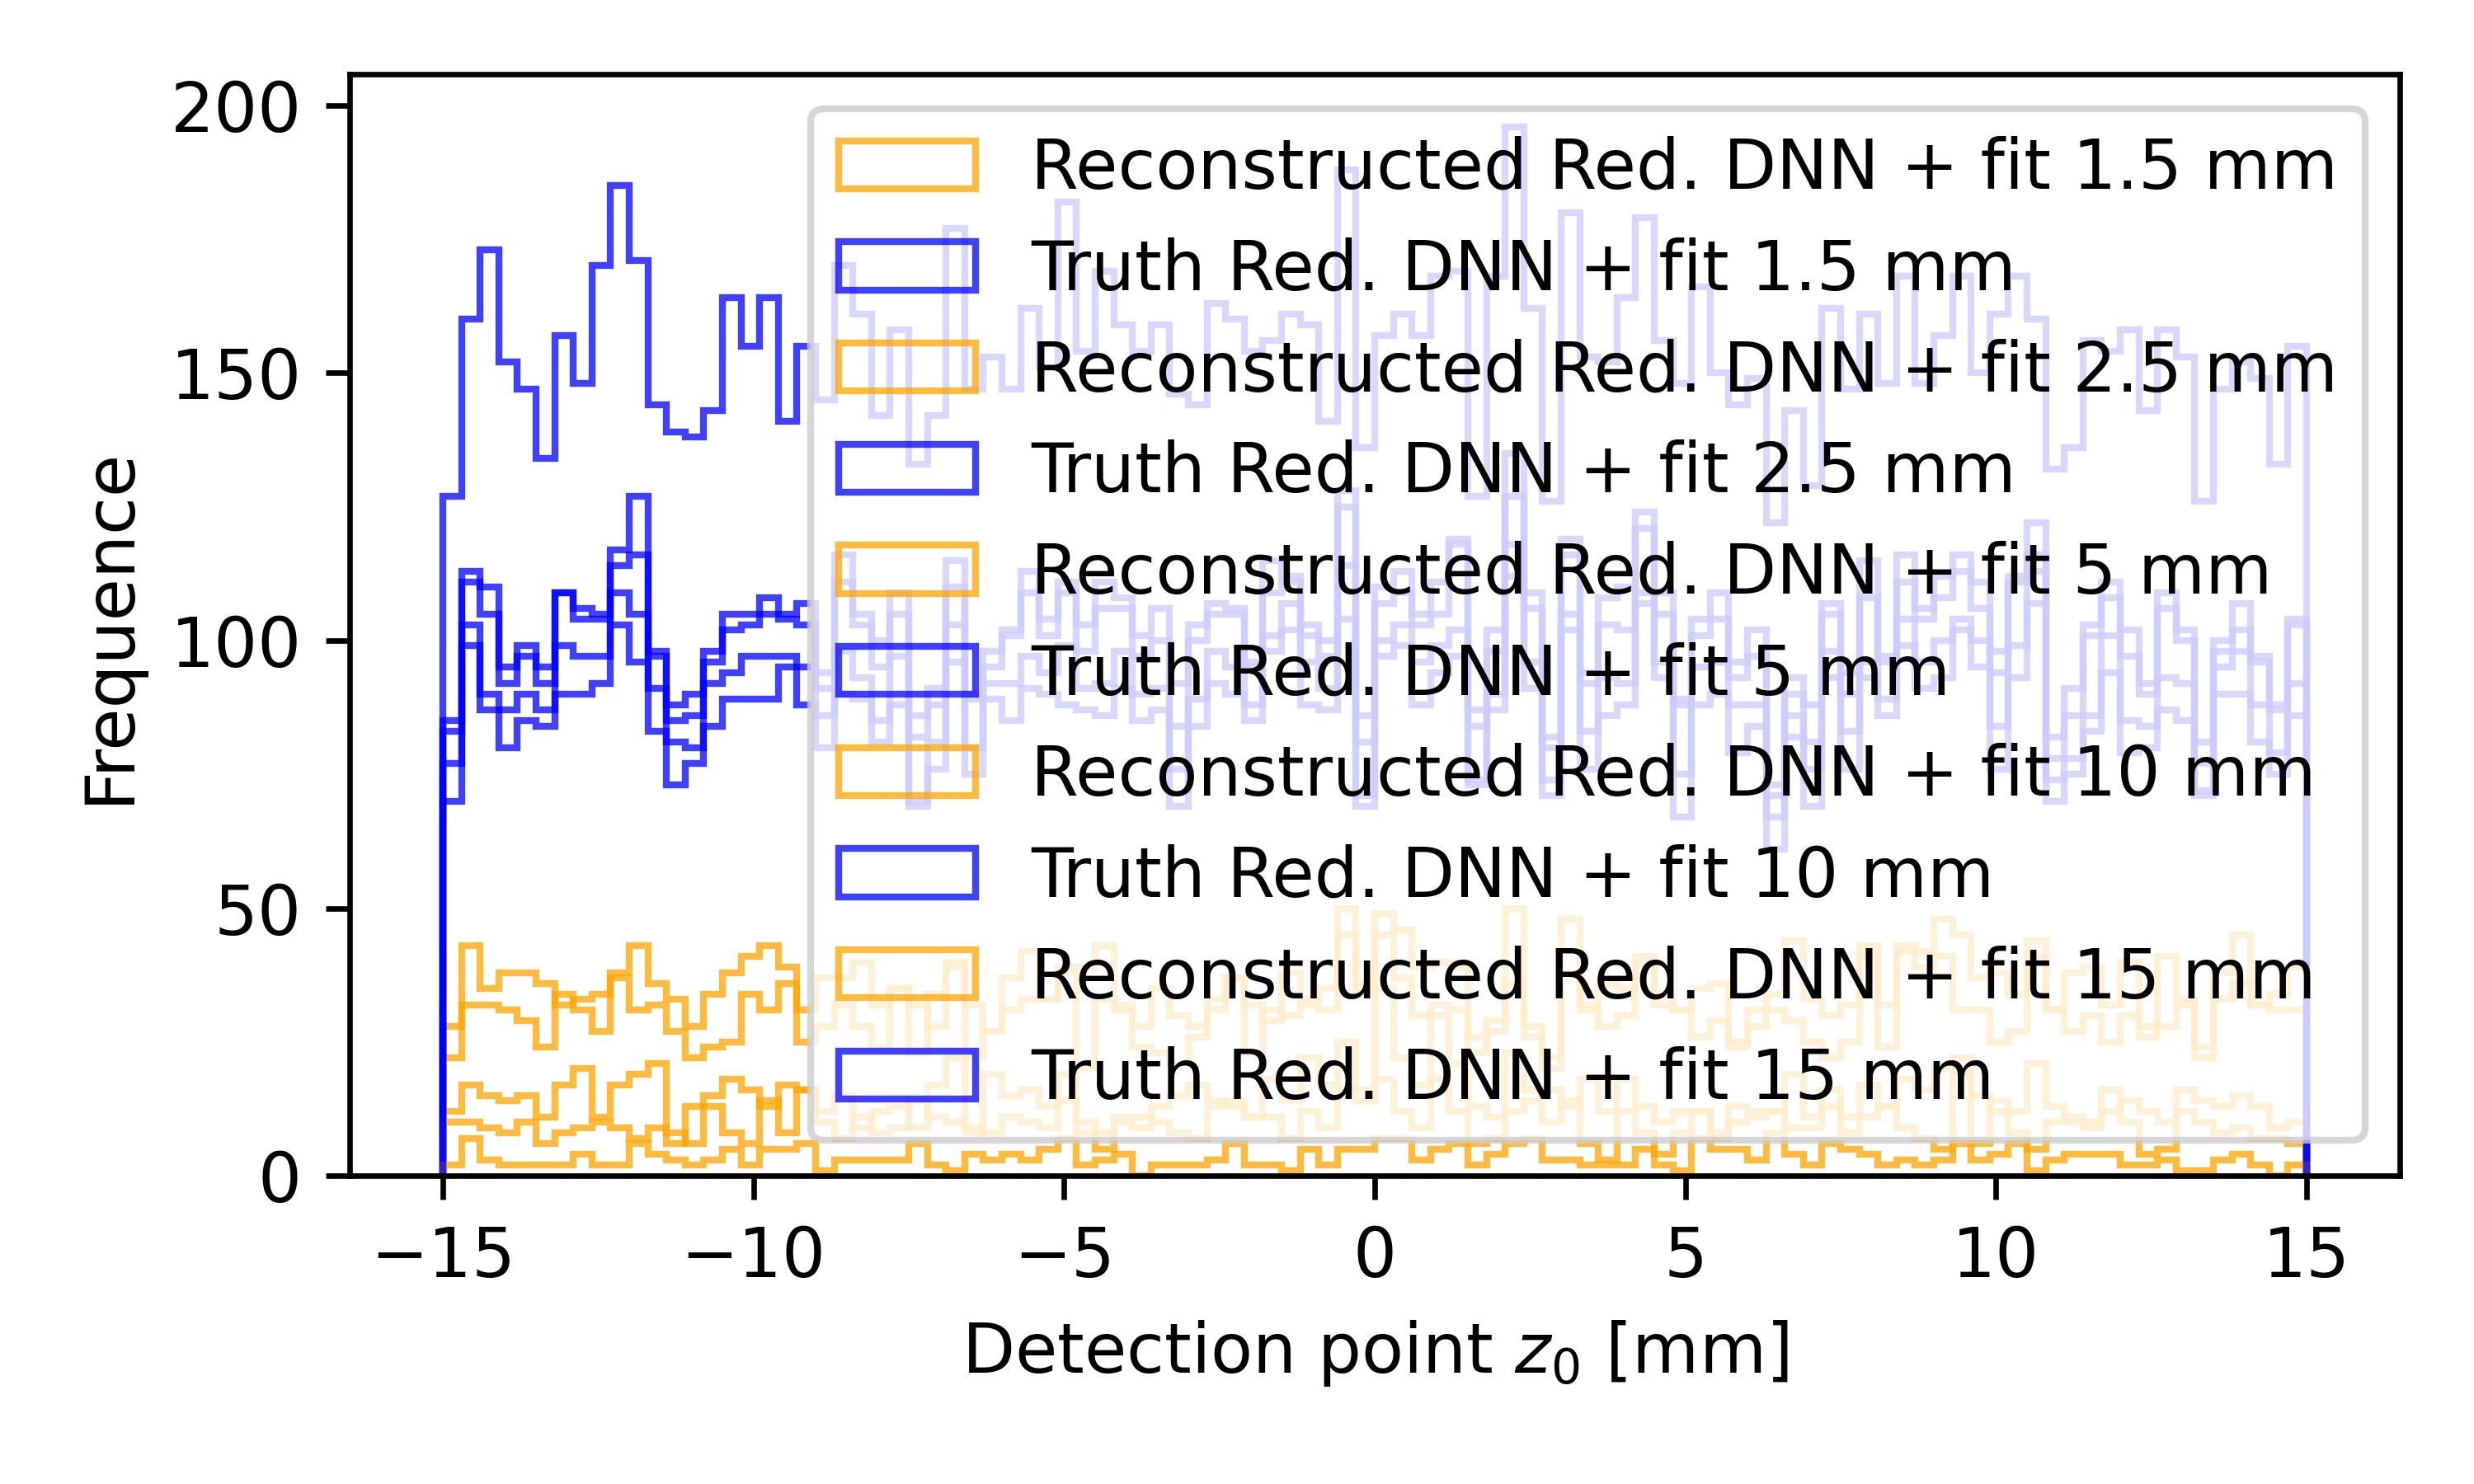 200
150
100
50
0
Frequence
Reconstructed Red. DNN + fit 1.5 mm
Truth Red. DNN + fit 1.5 mm
Reconstructed Red. DNN + fit 2.5 mm
Truth Red. DNN + fit 2.5 mm
Reconstructed Red. DNN + fit 5 mm
Truth Red. DNN + fit 5 mm
Reconstructed Red. DNN + fit 10 mm
Truth Red. DNN + fit 10 mm
Reconstructed Red. DNN + fit 15 mm
Truth Red. DNN + fit 15 mm
−15 −10 −5 0 5 10 15
Detection point z₀ [mm]